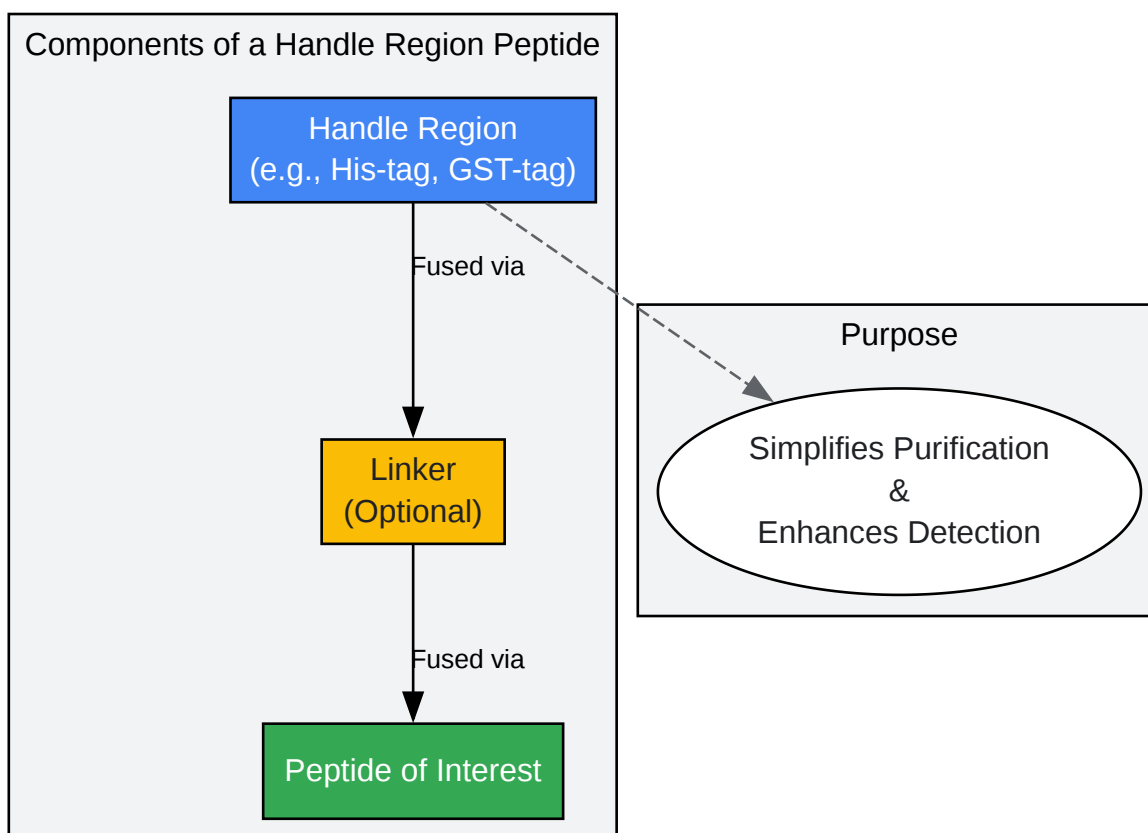 Components of a Handle Region Peptide
Handle Region
(e.g., His-tag, GST-tag)
Fused via
Purpose
Simplifies Purification
&
Enhances Detection
Linker
(Optional)
Fused via
Peptide of Interest